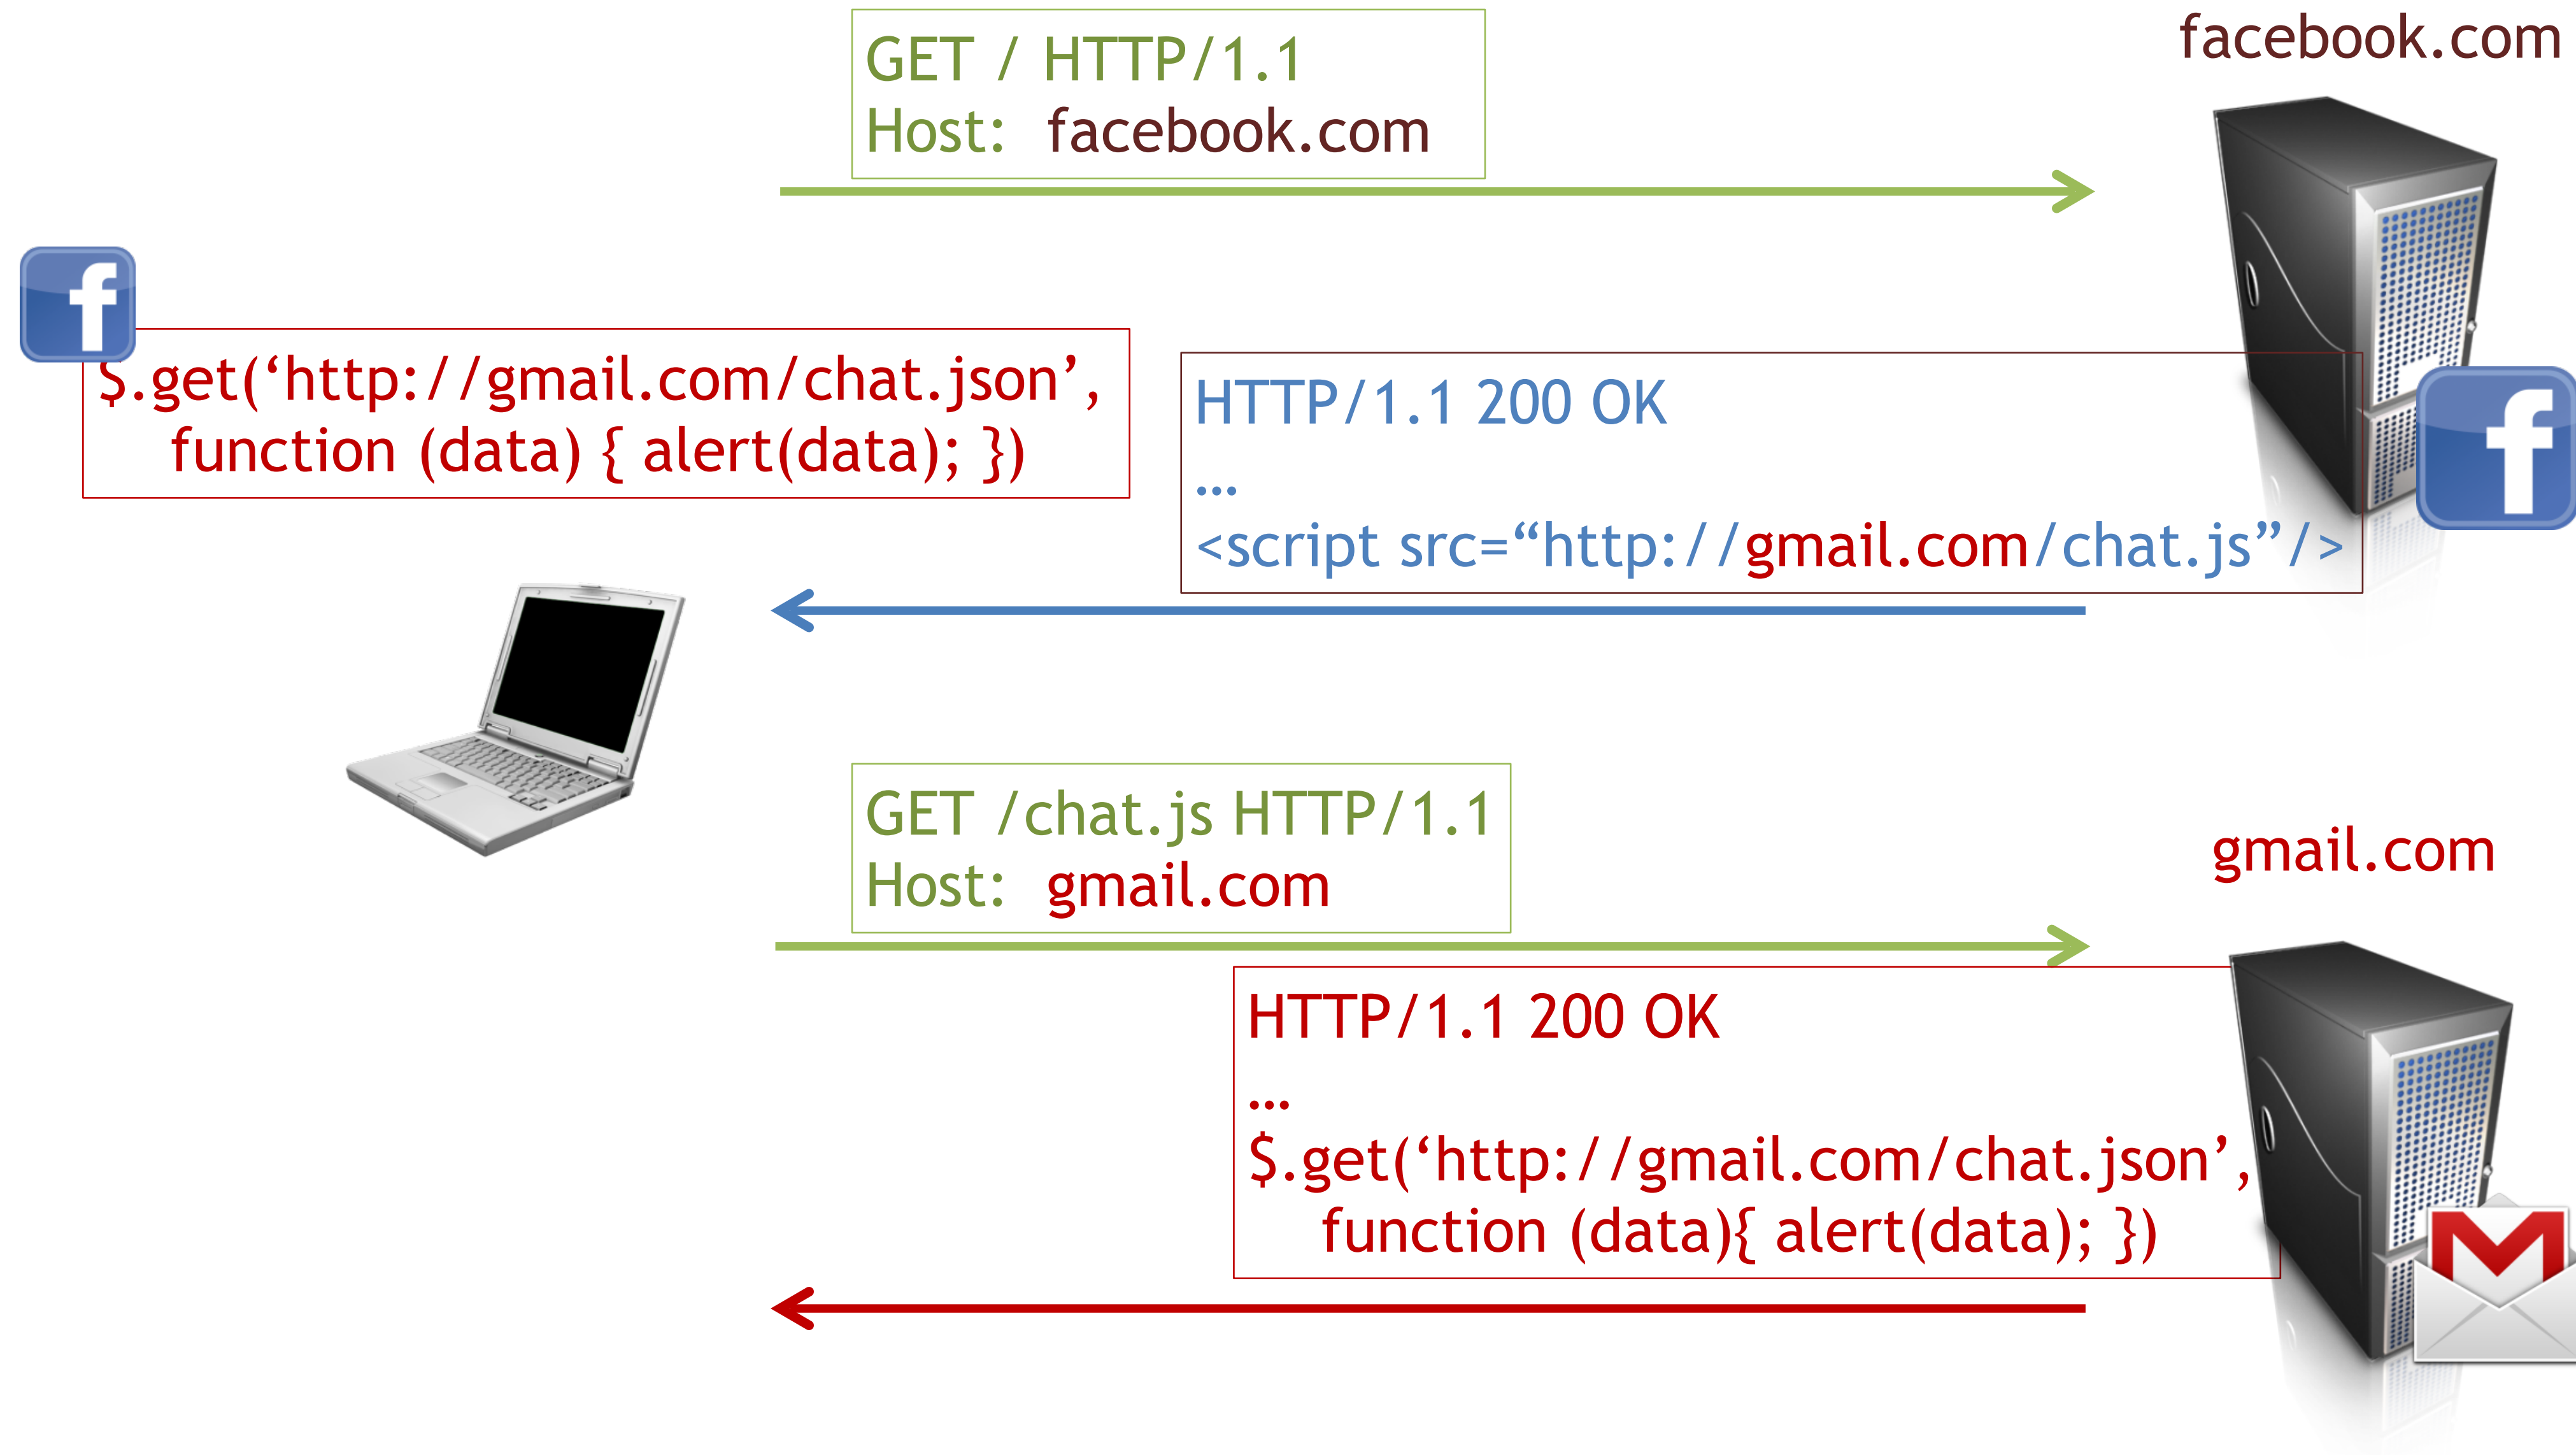 GET / HTTP/1.1
Host: facebook.com
facebook.com
$.get(‘http://gmail.com/chat.json’,
function (data) { alert(data); })
HTTP/1.1 200 OK
…
<script src=“http://gmail.com/chat.js”/>
GET /chat.js HTTP/1.1
Host: gmail.com
gmail.com
HTTP/1.1 200 OK
…
$.get(‘http://gmail.com/chat.json’,
function (data){ alert(data); })